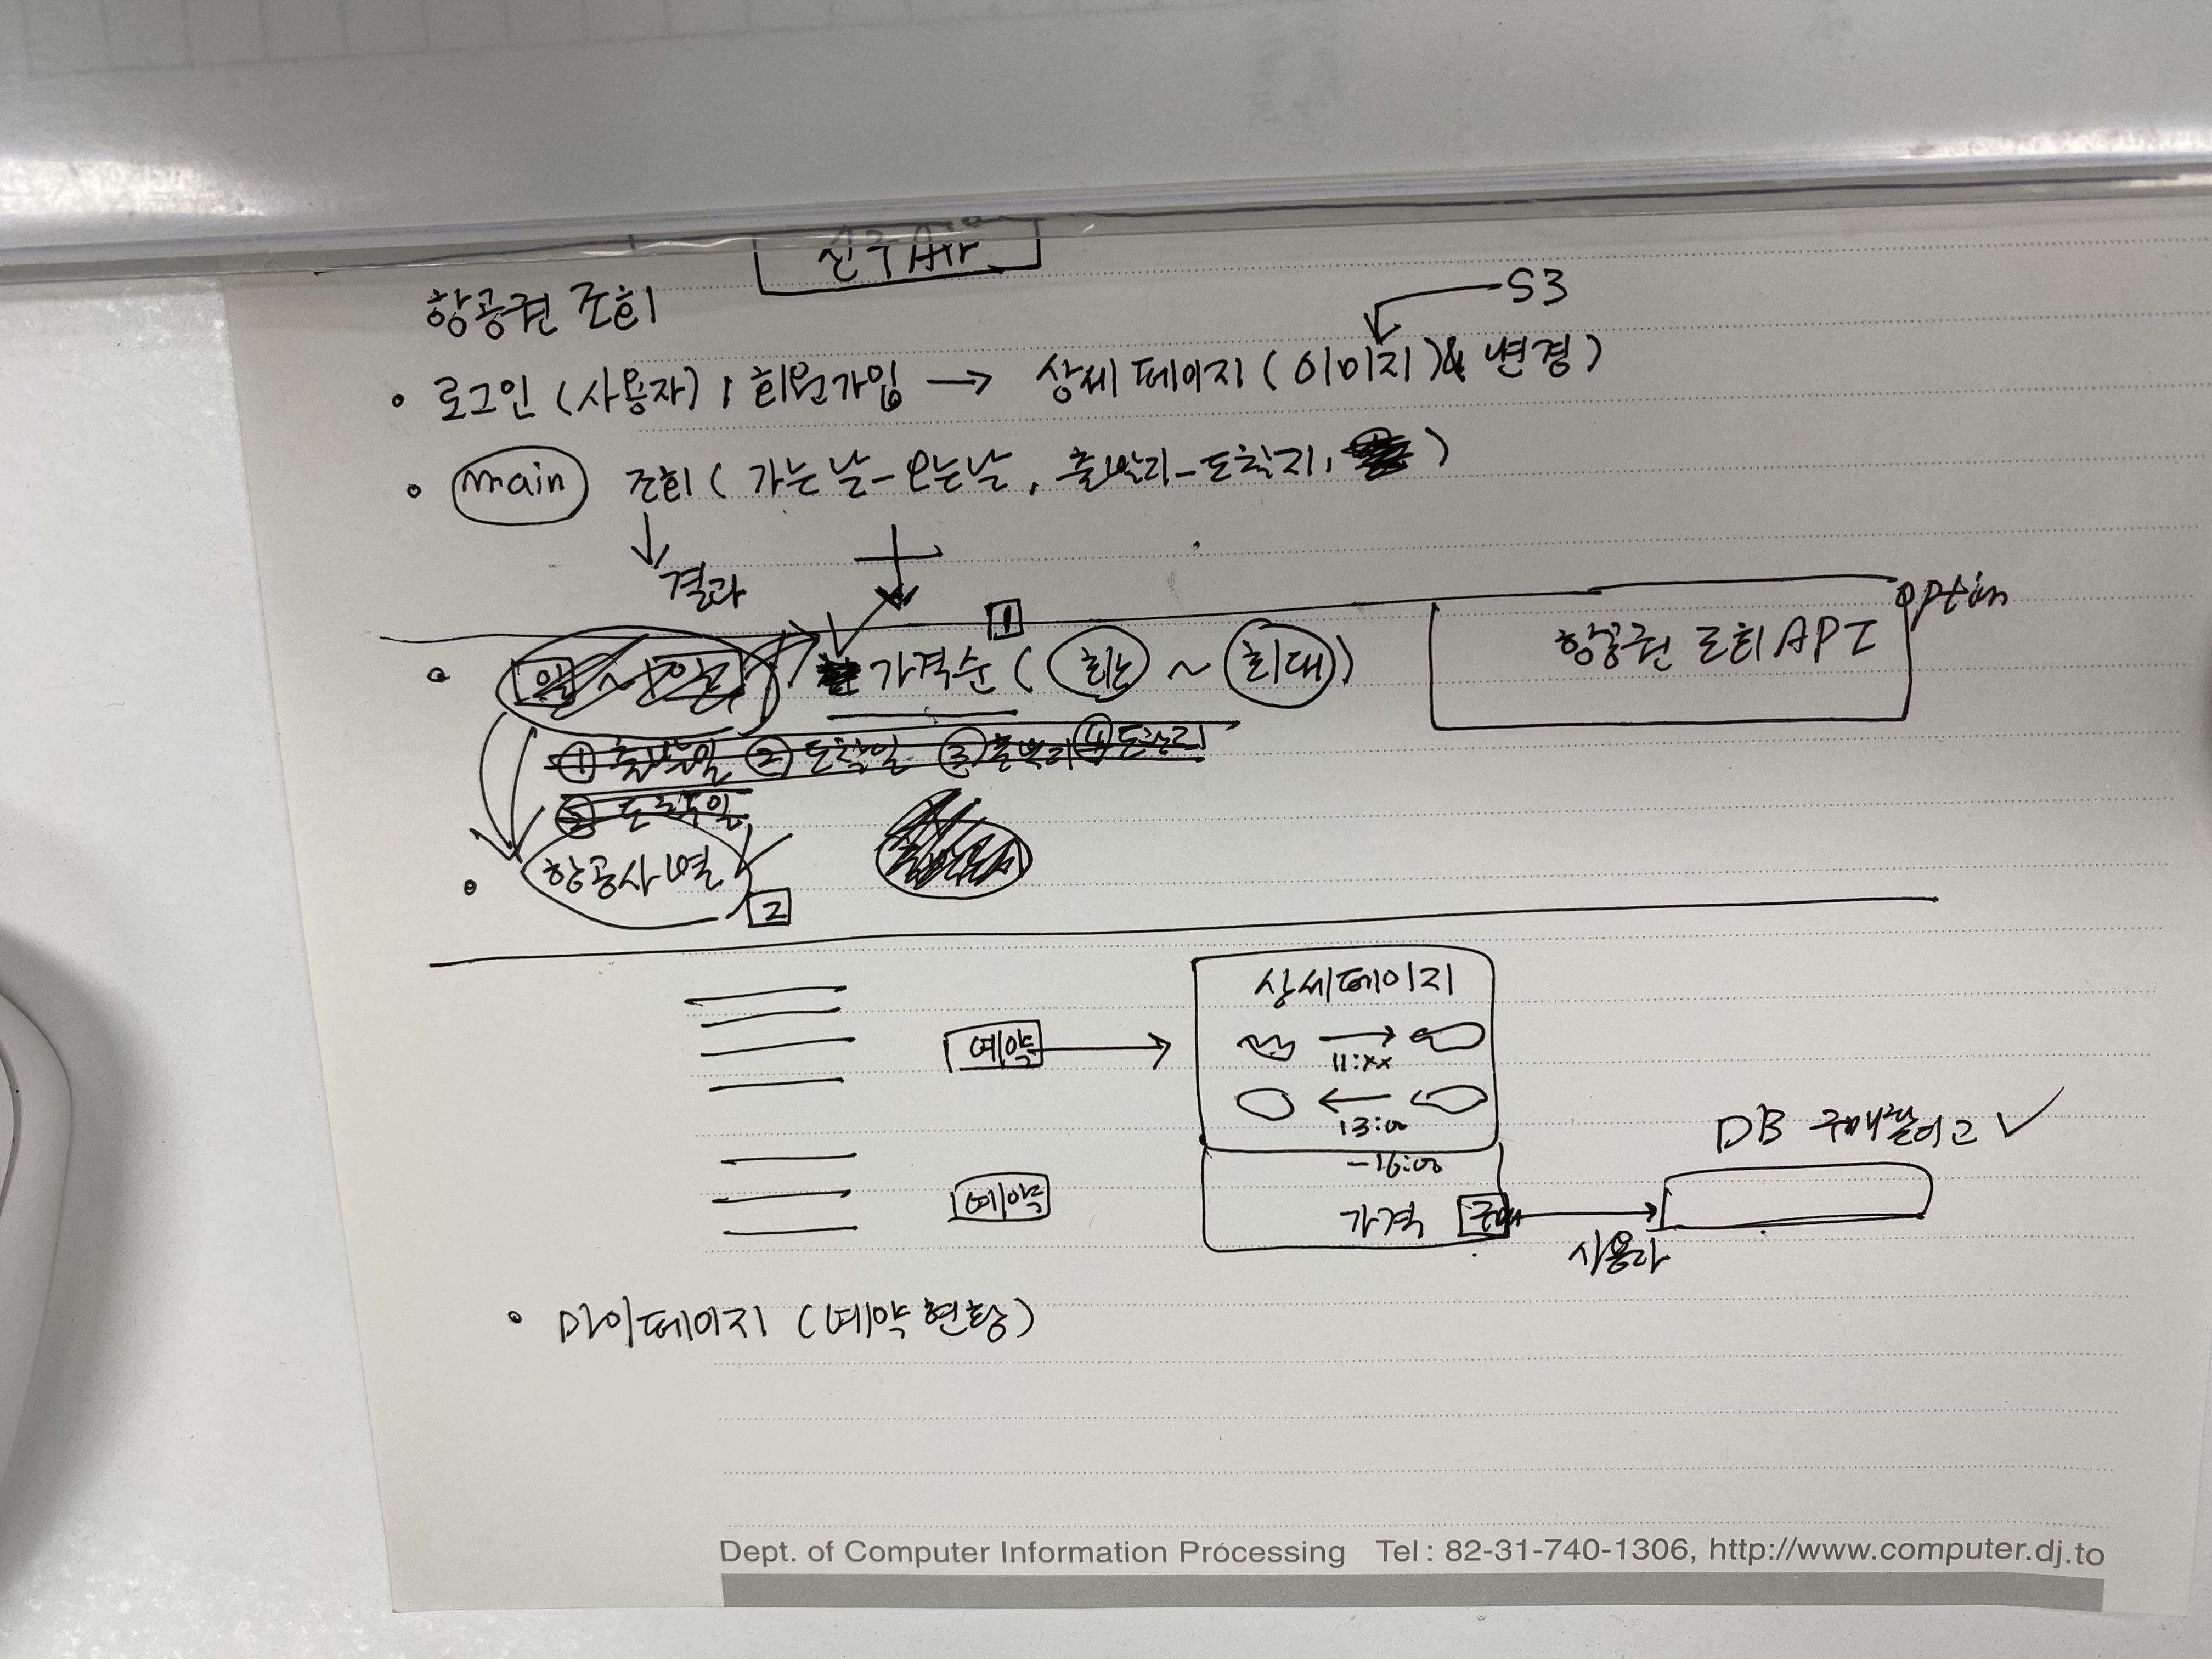 신구 Air
항공권 조회
S3
• 로그인 (사용자), 회원가입 → 상세 페이지 (이미지) & 변경)
• main 조회 ( 가는날-오는날, 출발지-도착지, )
↓ 결과
1
option
• 가격순 ( 최소 ~ 최대 )
항공권 조회 API
① 출발일 ② 도착일 ③ 출발지 ④ 도착지
⑤
• 항공사별
2
상세페이지
예약 →
→
11:xx
←
13:00
-16:00
DB 구매할이고 ✓
예약
가격 구매 →
사용자
• 마이페이지 (예약 현황)
Dept. of Computer Information Processing Tel : 82-31-740-1306, http://www.computer.dj.to